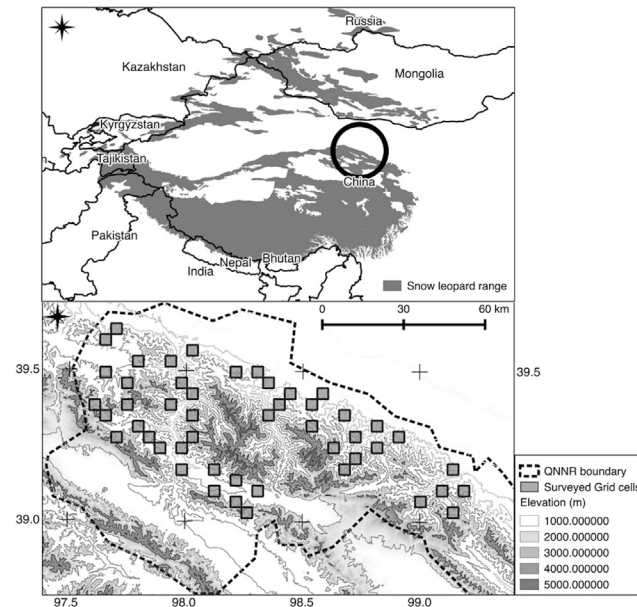 Russia
Kazakhstan
Mongolia
Kyrgyzstan
Tajikistan
China
Pakistan
India
Nepal
Bhutan
Snow leopard range
0 30 60 km
39.5
39.5
39.0
97.5 98.0 98.5 99.0
QNNR boundary
Surveyed Grid cells
Elevation (m)
1000.000000
2000.000000
3000.000000
4000.000000
5000.000000